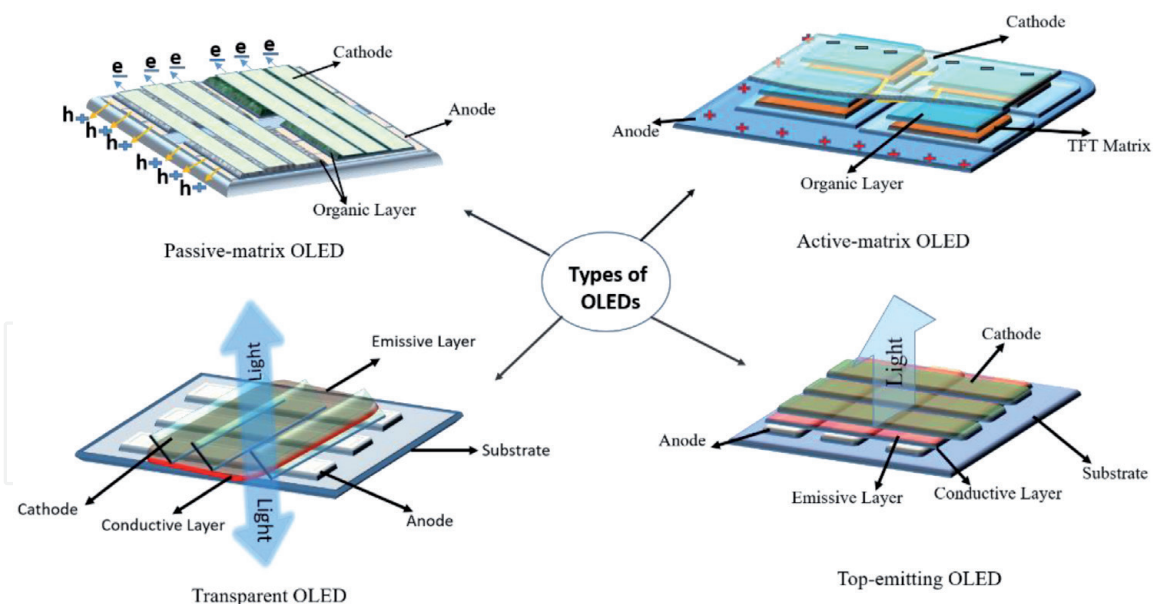 e e e e e e
Cathode
Anode
h+
h+
h+
h+
h+
h+
h+
Organic Layer
Passive-matrix OLED
Cathode
Anode
TFT Matrix
Organic Layer
Active-matrix OLED
Types of
OLEDs
Light
Emissive Layer
Substrate
Cathode
Conductive Layer
Anode
Light
Transparent OLED
Light
Cathode
Anode
Substrate
Emissive Layer
Conductive Layer
Top-emitting OLED